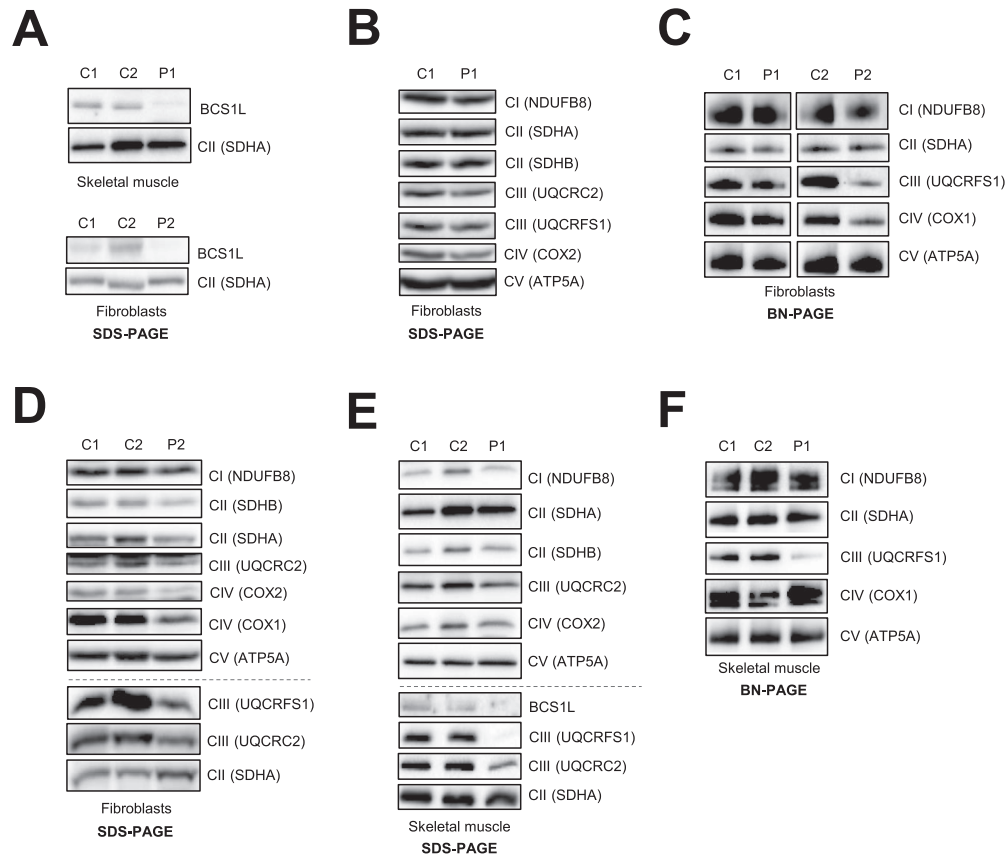 A
C1 C2 P1
BCS1L
CII (SDHA)
Skeletal muscle
C1 C2 P2
BCS1L
CII (SDHA)
Fibroblasts
SDS-PAGE
B
C1 P1
CI (NDUFB8)
CII (SDHA)
CII (SDHB)
CIII (UQCRC2)
CIII (UQCRFS1)
CIV (COX2)
CV (ATP5A)
Fibroblasts
SDS-PAGE
C
C1 P1 C2 P2
CI (NDUFB8)
CII (SDHA)
CIII (UQCRFS1)
CIV (COX1)
CV (ATP5A)
Fibroblasts
BN-PAGE
D
C1 C2 P2
CI (NDUFB8)
CII (SDHB)
CII (SDHA)
CIII (UQCRC2)
CIV (COX2)
CIV (COX1)
CV (ATP5A)
CIII (UQCRFS1)
CIII (UQCRC2)
CII (SDHA)
Fibroblasts
SDS-PAGE
E
C1 C2 P1
CI (NDUFB8)
CII (SDHA)
CII (SDHB)
CIII (UQCRC2)
CIV (COX2)
CV (ATP5A)
BCS1L
CIII (UQCRFS1)
CIII (UQCRC2)
CII (SDHA)
Skeletal muscle
SDS-PAGE
F
C1 C2 P1
CI (NDUFB8)
CII (SDHA)
CIII (UQCRFS1)
CIV (COX1)
CV (ATP5A)
Skeletal muscle
BN-PAGE